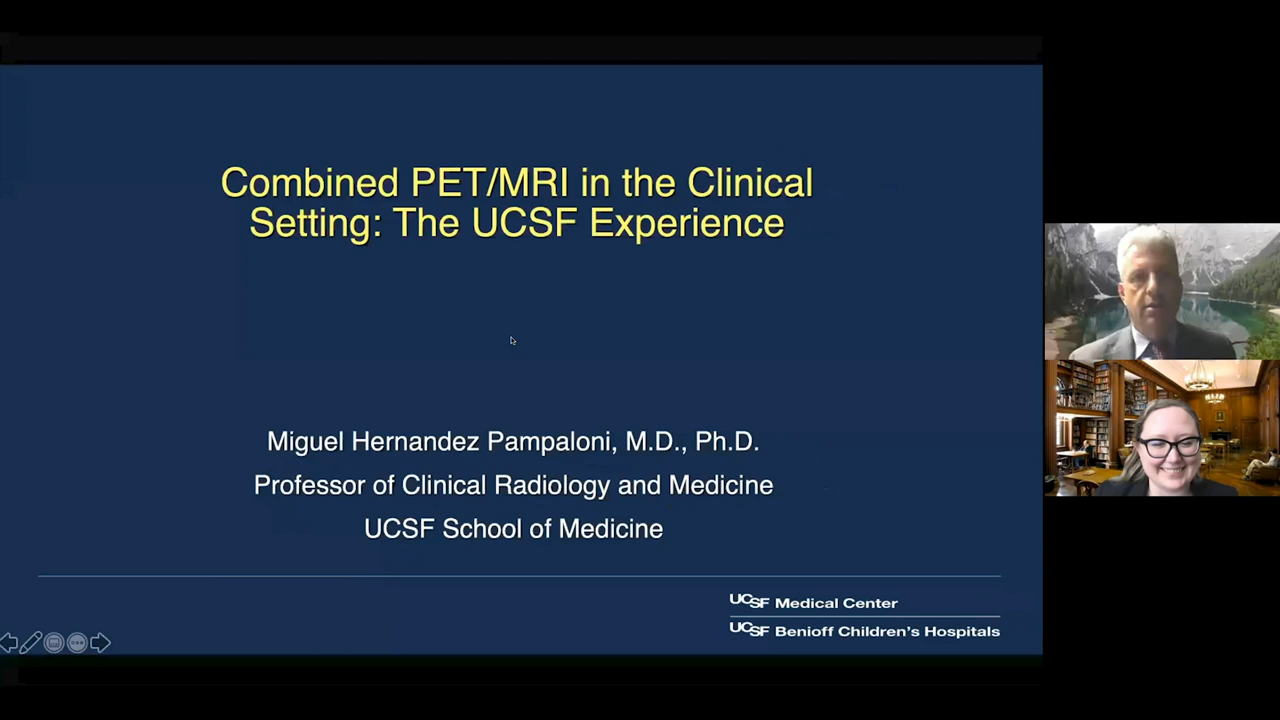 Combined PET/MRI in the Clinical
Setting: The UCSF Experience
Miguel Hernandez Pampaloni, M.D., Ph.D.
Professor of Clinical Radiology and Medicine
UCSF School of Medicine
UCSF Medical Center
UCSF Benioff Children's Hospitals